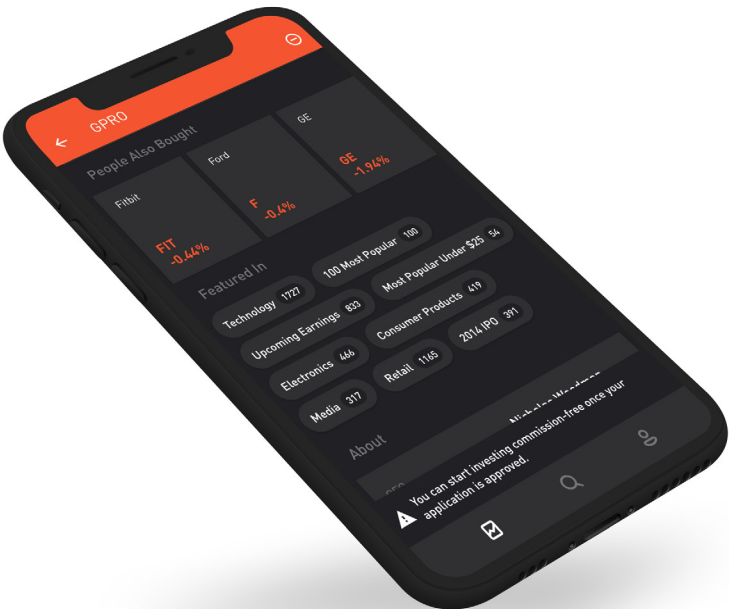 GPRO
People Also Bought
Fitbit
FIT
-0.44%
Ford
F
-0.4%
GE
GE
-1.94%
Featured In
Technology 1727
100 Most Popular 100
Upcoming Earnings 833
Most Popular Under $25 54
Electronics 466
Consumer Products 419
Media 317
Retail 1165
2014 IPO 391
About
You can start investing commission-free once your
application is approved.